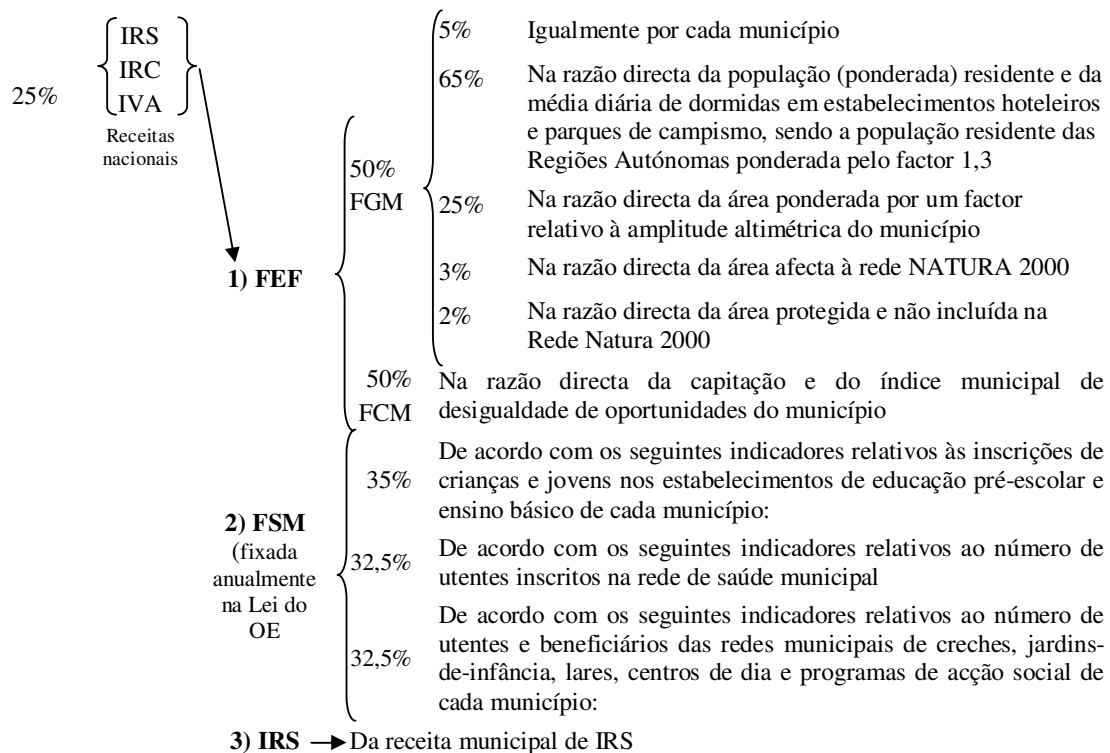 25%
IRS
IRC
IVA
Receitas
nacionais
1) FEF
50%
FGM
5% Igualmente por cada município
65% Na razão directa da população (ponderada) residente e da
média diária de dormidas em estabelecimentos hoteleiros
e parques de campismo, sendo a população residente das
Regiões Autónomas ponderada pelo factor 1,3
25% Na razão directa da área ponderada por um factor
relativo à amplitude altimétrica do município
3% Na razão directa da área afecta à rede NATURA 2000
2% Na razão directa da área protegida e não incluída na
Rede Natura 2000
50% Na razão directa da capitação e do índice municipal de
FCM desigualdade de oportunidades do município
2) FSM
(fixada
anualmente
na Lei do
OE
35%
De acordo com os seguintes indicadores relativos às inscrições de
crianças e jovens nos estabelecimentos de educação pré-escolar e
ensino básico de cada município:
32,5%
De acordo com os seguintes indicadores relativos ao número de
utentes inscritos na rede de saúde municipal
32,5%
De acordo com os seguintes indicadores relativos ao número de
utentes e beneficiários das redes municipais de creches, jardins-
de-infância, lares, centros de dia e programas de acção social de
cada município:
3) IRS Da receita municipal de IRS